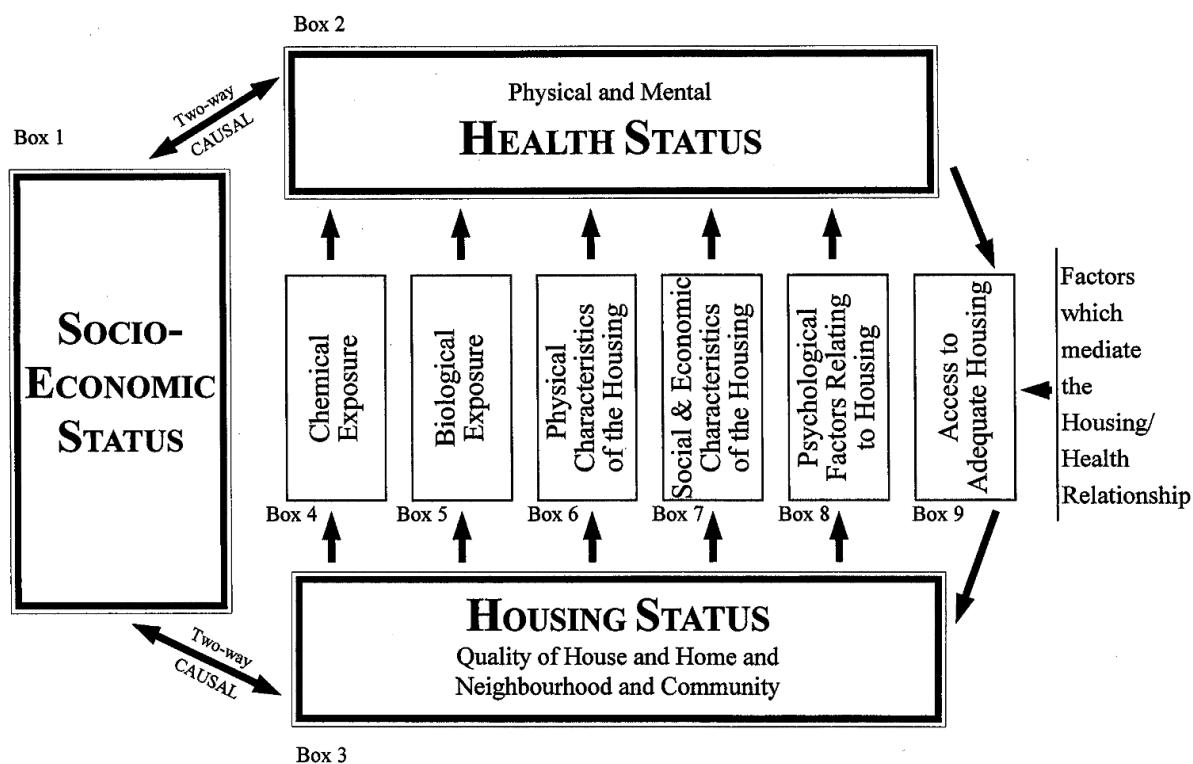 Box 2
Physical and Mental
HEALTH STATUS
Two-way
CAUSAL
Box 1
SOCIO-
ECONOMIC
STATUS
Chemical
Exposure
Box 4
Biological
Exposure
Box 5
Physical
Characteristics
of the Housing
Box 6
Social & Economic
Characteristics
of the Housing
Box 7
Psychological
Factors Relating
to Housing
Box 8
Access to
Adequate Housing
Box 9
Factors
which
mediate
the
Housing/
Health
Relationship
Two-way
CAUSAL
HOUSING STATUS
Quality of House and Home and
Neighbourhood and Community
Box 3